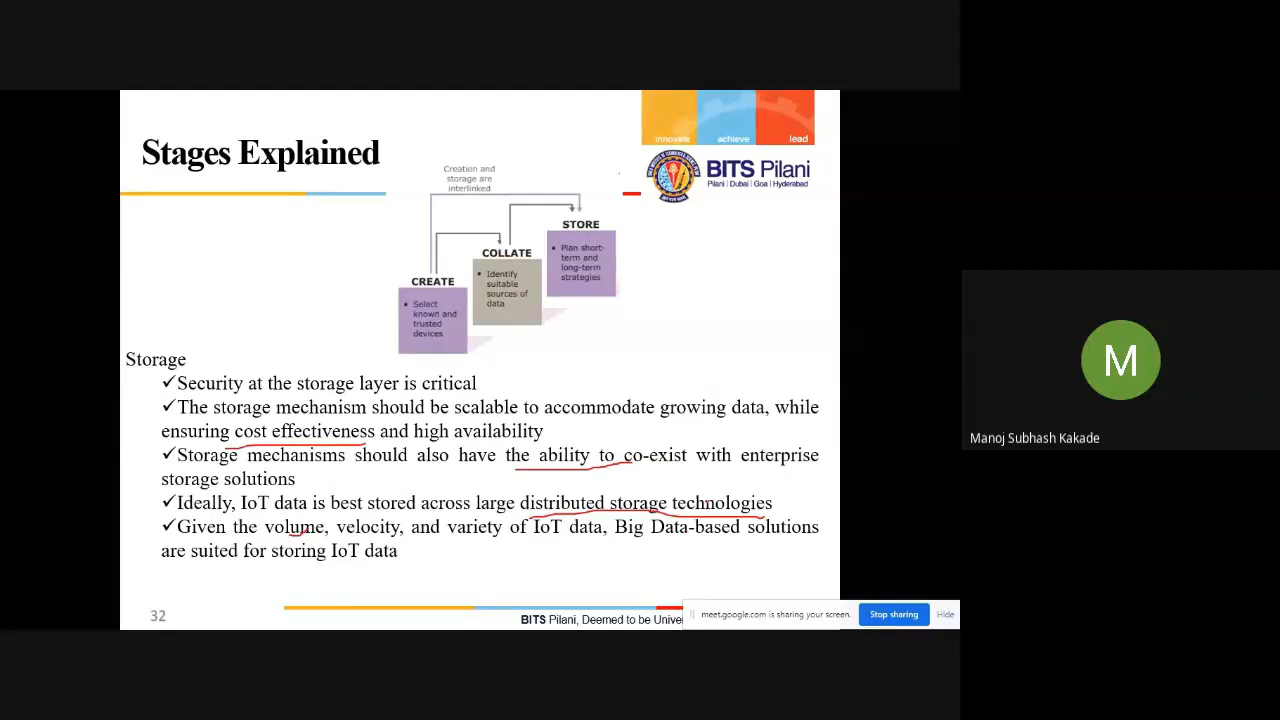 Stages Explained
innovate
achieve
lead
BITS Pilani
Pilani | Dubai | Goa | Hyderabad
Creation and
storage are
interlinked
STORE
• Plan short-
term and
long-term
strategies
COLLATE
• Identify
suitable
sources of
data
CREATE
• Select
known and
trusted
devices
Storage
✓Security at the storage layer is critical
✓The storage mechanism should be scalable to accommodate growing data, while
ensuring cost effectiveness and high availability
✓Storage mechanisms should also have the ability to co-exist with enterprise
storage solutions
✓Ideally, IoT data is best stored across large distributed storage technologies
✓Given the volume, velocity, and variety of IoT data, Big Data-based solutions
are suited for storing IoT data
32
BITS Pilani, Deemed to be Unive
meet.google.com is sharing your screen.
Stop sharing
Hide
M
Manoj Subhash Kakade